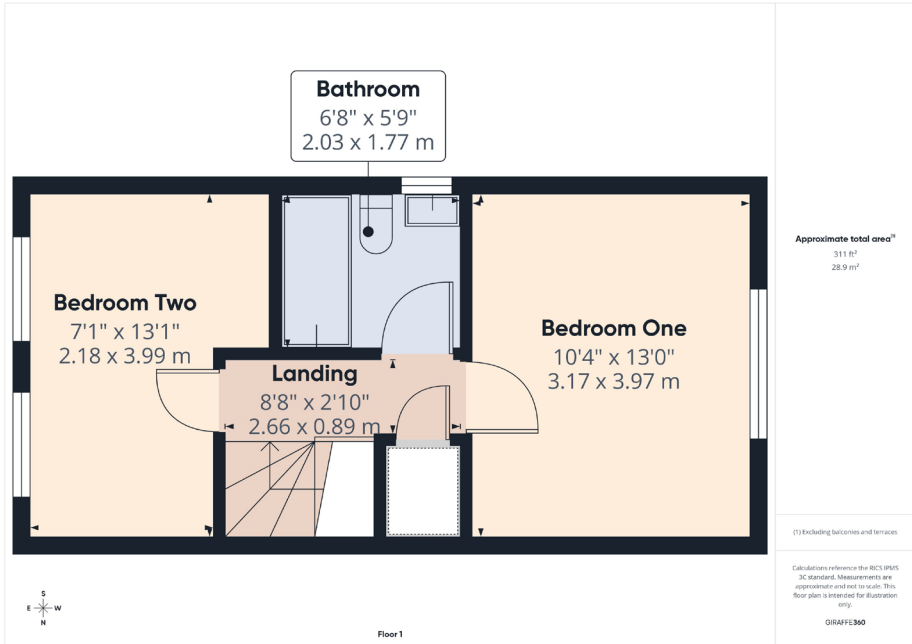 Bathroom
6'8" x 5'9"
2.03 x 1.77 m
Bedroom Two
7'1" x 13'1"
2.18 x 3.99 m
Landing
8'8" x 2'10"
2.66 x 0.89 m
Bedroom One
10'4" x 13'0"
3.17 x 3.97 m
Approximate total area(1)
311 ft²
28.9 m²
(1) Excluding balconies and terraces
Calculations reference the RICS IPMS
3C standard. Measurements are
approximate and not to scale. This
floor plan is intended for illustration
only.
GIRAFFE360
S
E W
N
Floor 1